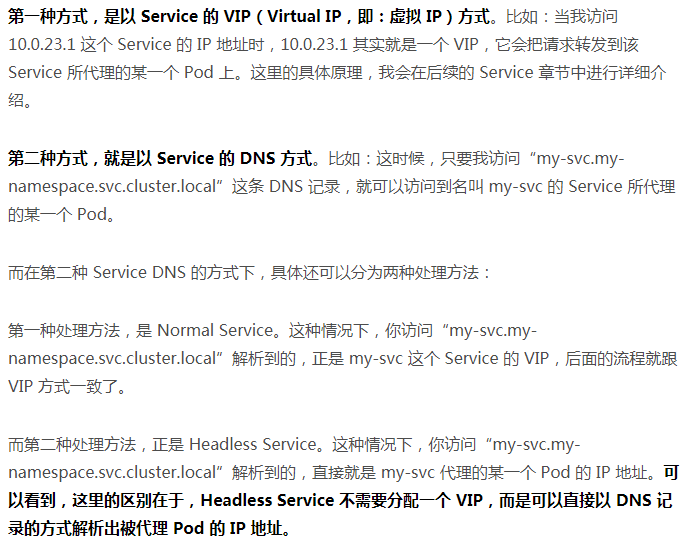 第一种方式，是以 Service 的 VIP（Virtual IP，即：虚拟 IP）方式。比如：当我访问
10.0.23.1 这个 Service 的 IP 地址时，10.0.23.1 其实就是一个 VIP，它会把请求转发到该
Service 所代理的某一个 Pod 上。这里的具体原理，我会在后续的 Service 章节中进行详细介
绍。
第二种方式，就是以 Service 的 DNS 方式。比如：这时候，只要我访问“my-svc.my-
namespace.svc.cluster.local”这条 DNS 记录，就可以访问到名叫 my-svc 的 Service 所代理
的某一个 Pod。
而在第二种 Service DNS 的方式下，具体还可以分为两种处理方法：
第一种处理方法，是 Normal Service。这种情况下，你访问“my-svc.my-
namespace.svc.cluster.local”解析到的，正是 my-svc 这个 Service 的 VIP，后面的流程就跟
VIP 方式一致了。
而第二种处理方法，正是 Headless Service。这种情况下，你访问“my-svc.my-
namespace.svc.cluster.local”解析到的，直接就是 my-svc 代理的某一个 Pod 的 IP 地址。可
以看到，这里的区别在于，Headless Service 不需要分配一个 VIP，而是可以直接以 DNS 记
录的方式解析出被代理 Pod 的 IP 地址。